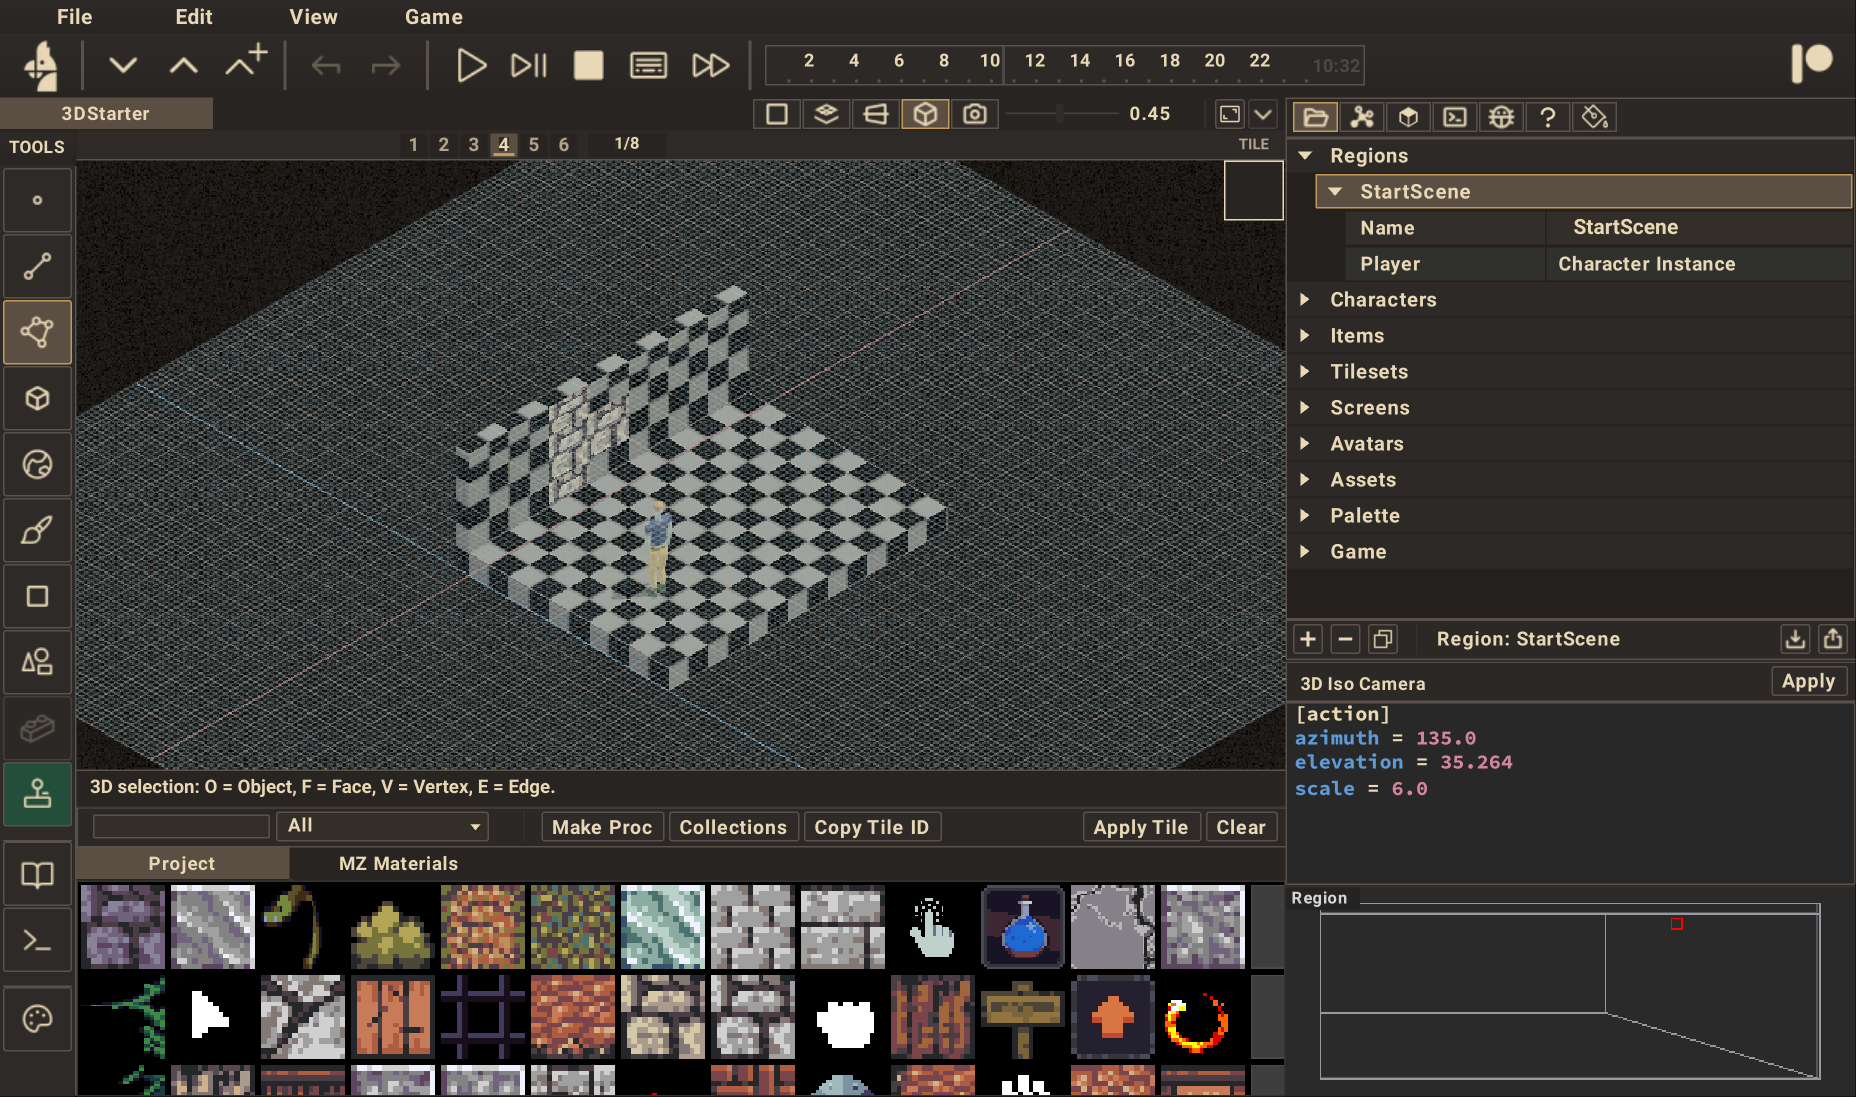 File Edit View Game
2 4 6 8 10 12 14 16 18 20 22 10:32
3DStarter
0.45
TOOLS
1 2 3 4 5 6 1/8
TILE
Regions
StartScene
Name StartScene
Player Character Instance
Characters
Items
Tilesets
Screens
Avatars
Assets
Palette
Game
Region: StartScene
3D Iso Camera Apply
[action]
azimuth = 135.0
elevation = 35.264
scale = 6.0
3D selection: O = Object, F = Face, V = Vertex, E = Edge.
All Make Proc Collections Copy Tile ID Apply Tile Clear
Project MZ Materials
Region